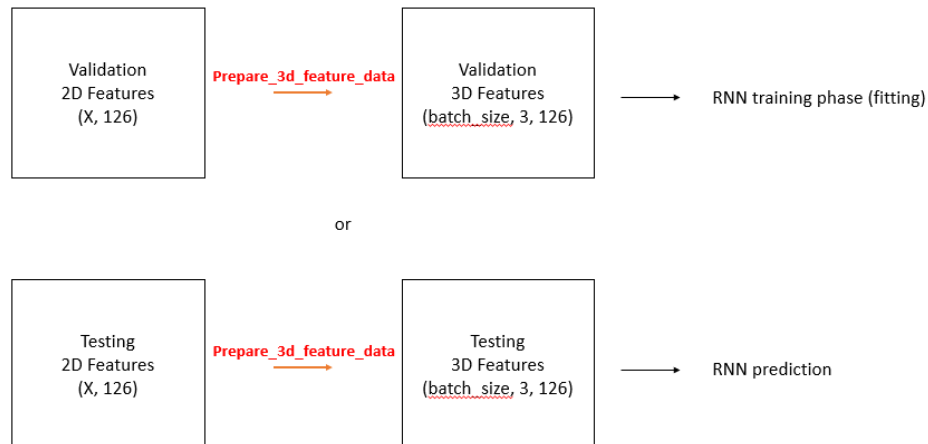 Validation
2D Features
(X, 126)
Prepare_3d_feature_data
Validation
3D Features
(batch_size, 3, 126)
RNN training phase (fitting)
or
Testing
2D Features
(X, 126)
Prepare_3d_feature_data
Testing
3D Features
(batch_size, 3, 126)
RNN prediction